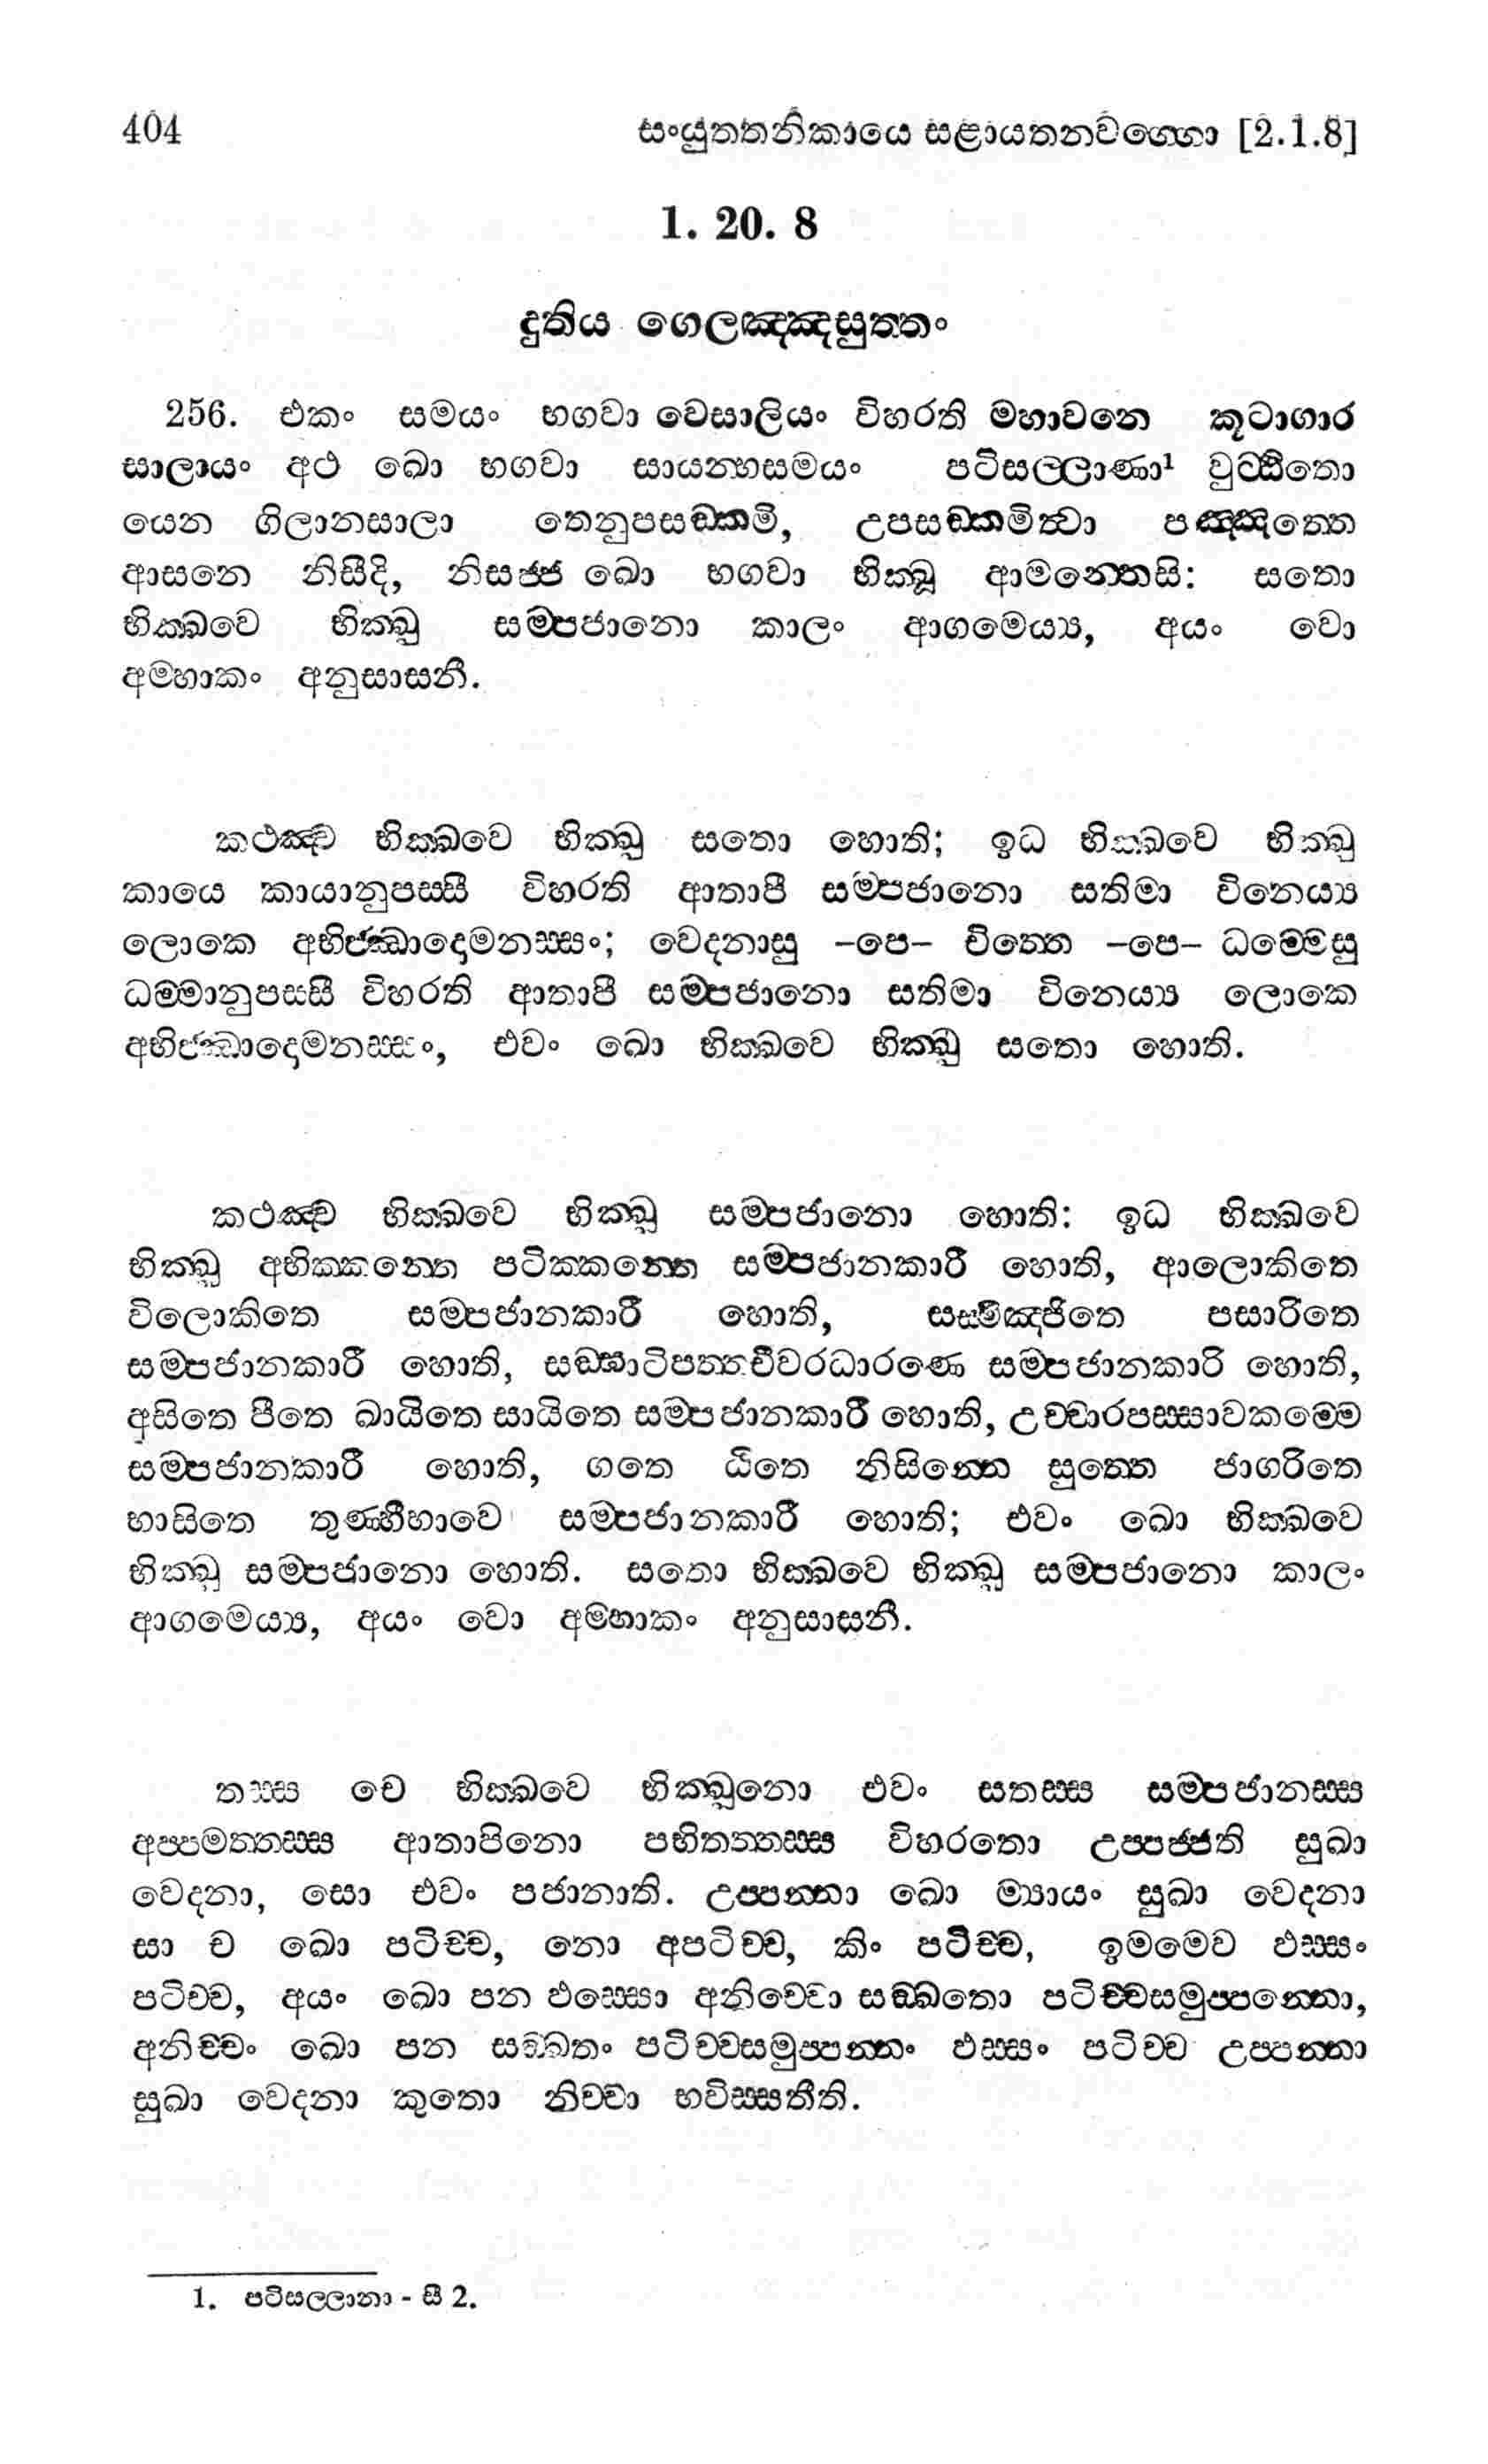 404 සංයුත්තනිකායෙ සළායතනවග්ගො [2.1.8]
1. 20. 8
දුතිය ගෙලඤ්ඤසුත්තං
256. එකං සමයං භගවා වෙසාලියං විහරති මහාවනෙ කූටාගාර
සාලායං අථ ඛො භගවා සායන්හසමයං පටිසල්ලාණා¹ වුට්ඨිතො
යෙන ගිලානසාලා තෙනුපසඞ්කමි, උපසඞ්කමිත්වා පඤ්ඤත්තෙ
ආසනෙ නිසීදි, නිසජ්ජ ඛො භගවා භික්ඛූ ආමන්තෙසි: සතො
භික්ඛවෙ භික්ඛු සම්පජානො කාලං ආගමෙය්‍ය, අයං වො
අම්හාකං අනුසාසනී.
කථඤ්ච භික්ඛවෙ භික්ඛු සතො හොති; ඉධ භික්ඛවෙ භික්ඛු
කායෙ කායානුපස්සී විහරති ආතාපී සම්පජානො සතිමා විනෙය්‍ය
ලොකෙ අභිජ්ඣාදොමනස්සං; වෙදනාසු -පෙ- චිත්තෙ -පෙ- ධම්මෙසු
ධම්මානුපස්සී විහරති ආතාපී සම්පජානො සතිමා විනෙය්‍ය ලොකෙ
අභිජ්ඣාදොමනස්සං, එවං ඛො භික්ඛවෙ භික්ඛු සතො හොති.
කථඤ්ච භික්ඛවෙ භික්ඛු සම්පජානො හොති: ඉධ භික්ඛවෙ
භික්ඛු අභික්කන්තෙ පටික්කන්තෙ සම්පජානකාරී හොති, ආලොකිතෙ
විලොකිතෙ සම්පජානකාරී හොති, සම්මිඤ්ජිතෙ පසාරිතෙ
සම්පජානකාරී හොති, සඞ්ඝාටිපත්තචීවරධාරණෙ සම්පජානකාරි හොති,
අසිතෙ පීතෙ ඛායිතෙ සායිතෙ සම්පජානකාරී හොති, උච්චාරපස්සාවකම්මෙ
සම්පජානකාරී හොති, ගතෙ ඨිතෙ නිසින්නෙ සුත්තෙ ජාගරිතෙ
භාසිතෙ තුණ්හීභාවෙ සම්පජානකාරී හොති; එවං ඛො භික්ඛවෙ
භික්ඛු සම්පජානො හොති. සතො භික්ඛවෙ භික්ඛු සම්පජානො කාලං
ආගමෙය්‍ය, අයං වො අම්හාකං අනුසාසනී.
තස්ස චෙ භික්ඛවෙ භික්ඛුනො එවං සතස්ස සම්පජානස්ස
අප්පමත්තස්ස ආතාපිනො පහිතත්තස්ස විහරතො උප්පජ්ජති සුඛා
වෙදනා, සො එවං පජානාති. උප්පන්නා ඛො ම්‍යායං සුඛා වෙදනා
සා ච ඛො පටිච්ච, නො අපටිච්ච, කිං පටිච්ච, ඉමමෙව ඵස්සං
පටිච්ච, අයං ඛො පන ඵස්සො අනිච්චො සඞ්ඛතො පටිච්චසමුප්පන්නො,
අනිච්චං ඛො පන සඞ්ඛතං පටිච්චසමුප්පන්නං ඵස්සං පටිච්ච උප්පන්නා
සුඛා වෙදනා කුතො නිච්චා භවිස්සතීති.
1. පටිසල්ලානා - සී 2.